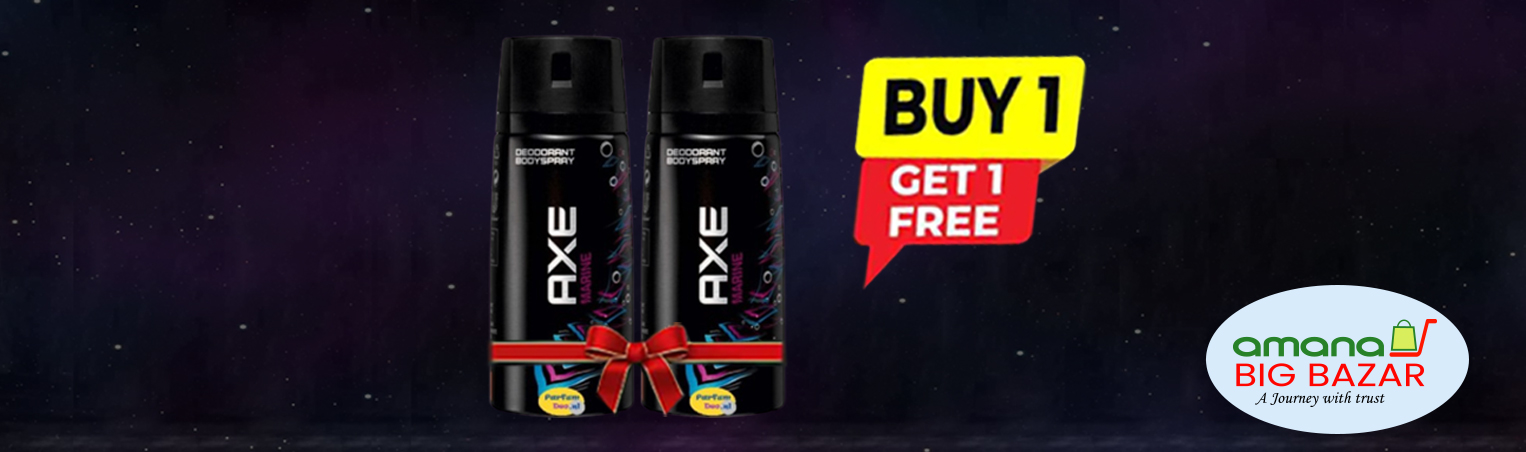 DEODORANT
BODYSPRAY
AXE
MARINE
DEODORANT
BODYSPRAY
AXE
MARINE
BUY 1
GET 1
FREE
amana
BIG BAZAR
A Journey with trust